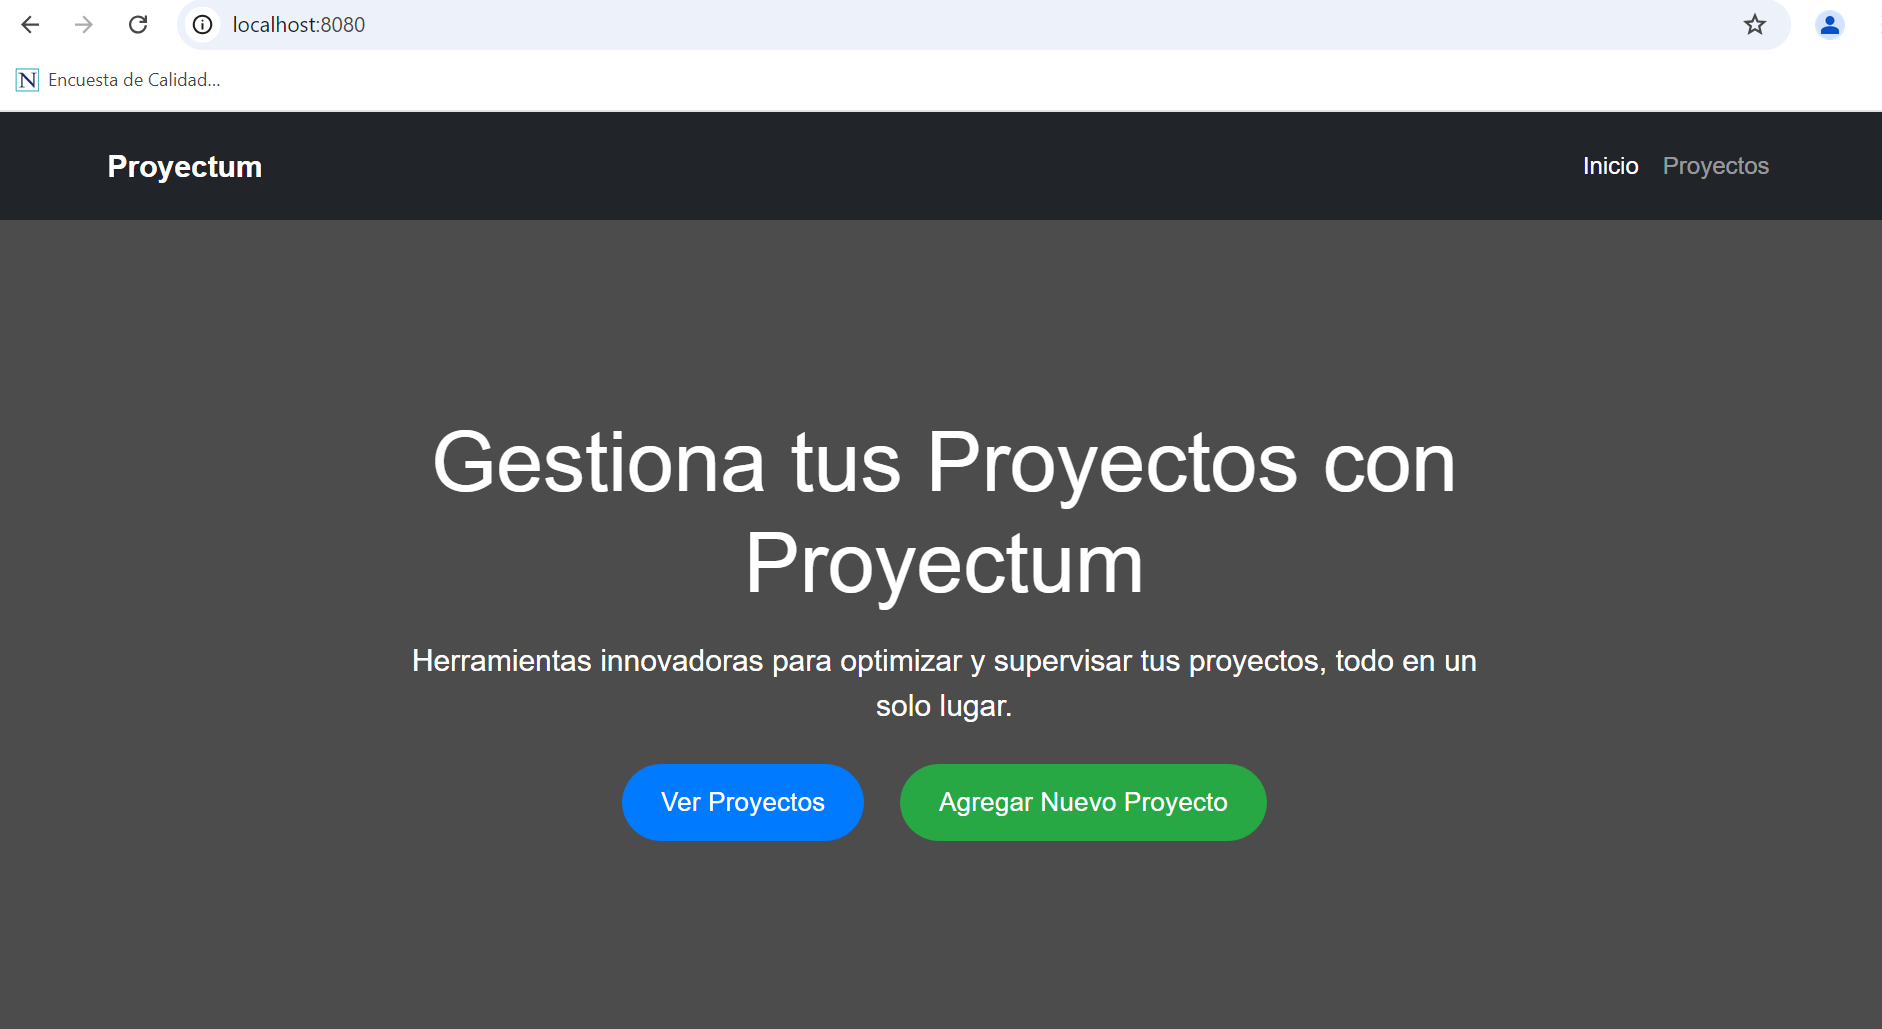 localhost:8080
N Encuesta de Calidad...
Proyectum
Inicio Proyectos
Gestiona tus Proyectos con
Proyectum
Herramientas innovadoras para optimizar y supervisar tus proyectos, todo en un
solo lugar.
Ver Proyectos Agregar Nuevo Proyecto